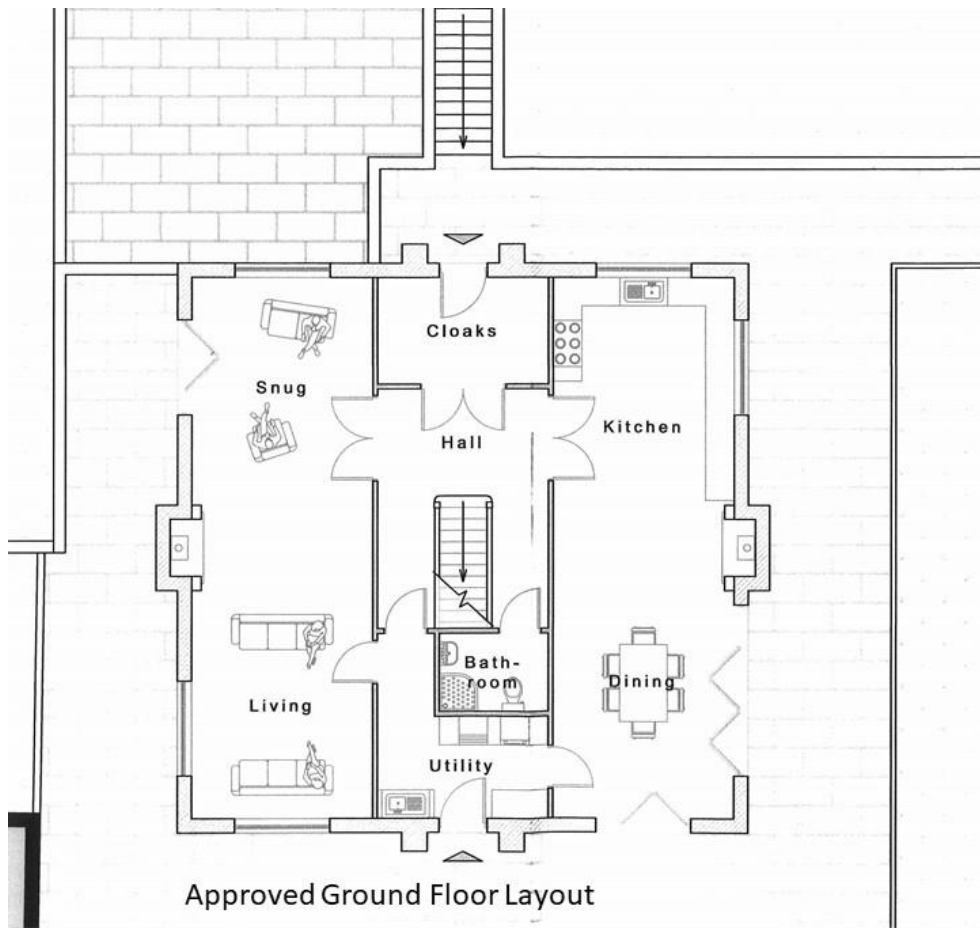 Cloaks
Snug
Hall
Kitchen
Bath-
room
Living
Dining
Utility
Approved Ground Floor Layout